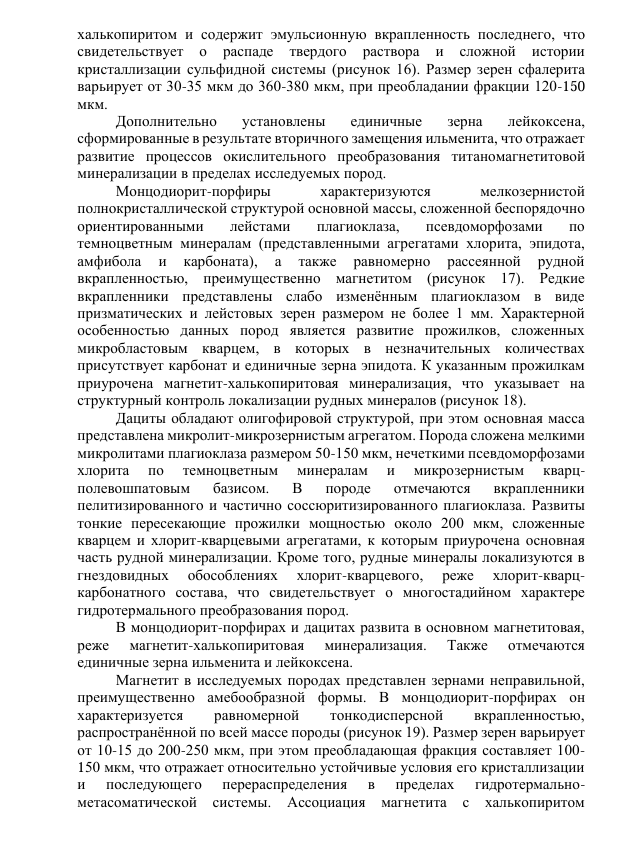 халькопиритом и содержит эмульсионную вкрапленность последнего, что
свидетельствует о распаде твердого раствора и сложной истории
кристаллизации сульфидной системы (рисунок 16). Размер зерен сфалерита
варьирует от 30-35 мкм до 360-380 мкм, при преобладании фракции 120-150
мкм.
Дополнительно установлены единичные зерна лейкоксена,
сформированные в результате вторичного замещения ильменита, что отражает
развитие процессов окислительного преобразования титаномагнетитовой
минерализации в пределах исследуемых пород.
Монцодиорит-порфиры характеризуются мелкозернистой
полнокристаллической структурой основной массы, сложенной беспорядочно
ориентированными лейстами плагиоклаза, псевдоморфозами по
темноцветным минералам (представленными агрегатами хлорита, эпидота,
амфибола и карбоната), а также равномерно рассеянной рудной
вкрапленностью, преимущественно магнетитом (рисунок 17). Редкие
вкрапленники представлены слабо изменённым плагиоклазом в виде
призматических и лейстовых зерен размером не более 1 мм. Характерной
особенностью данных пород является развитие прожилков, сложенных
микробластовым кварцем, в которых в незначительных количествах
присутствует карбонат и единичные зерна эпидота. К указанным прожилкам
приурочена магнетит-халькопиритовая минерализация, что указывает на
структурный контроль локализации рудных минералов (рисунок 18).
Дациты обладают олигофировой структурой, при этом основная масса
представлена микролит-микрозернистым агрегатом. Порода сложена мелкими
микролитами плагиоклаза размером 50-150 мкм, нечеткими псевдоморфозами
хлорита по темноцветным минералам и микрозернистым кварц-
полевошпатовым базисом. В породе отмечаются вкрапленники
пелитизированного и частично соссюритизированного плагиоклаза. Развиты
тонкие пересекающие прожилки мощностью около 200 мкм, сложенные
кварцем и хлорит-кварцевыми агрегатами, к которым приурочена основная
часть рудной минерализации. Кроме того, рудные минералы локализуются в
гнездовидных обособлениях хлорит-кварцевого, реже хлорит-кварц-
карбонатного состава, что свидетельствует о многостадийном характере
гидротермального преобразования пород.
В монцодиорит-порфирах и дацитах развита в основном магнетитовая,
реже магнетит-халькопиритовая минерализация. Также отмечаются
единичные зерна ильменита и лейкоксена.
Магнетит в исследуемых породах представлен зернами неправильной,
преимущественно амебообразной формы. В монцодиорит-порфирах он
характеризуется равномерной тонкодисперсной вкрапленностью,
распространённой по всей массе породы (рисунок 19). Размер зерен варьирует
от 10-15 до 200-250 мкм, при этом преобладающая фракция составляет 100-
150 мкм, что отражает относительно устойчивые условия его кристаллизации
и последующего перераспределения в пределах гидротермально-
метасоматической системы. Ассоциация магнетита с халькопиритом